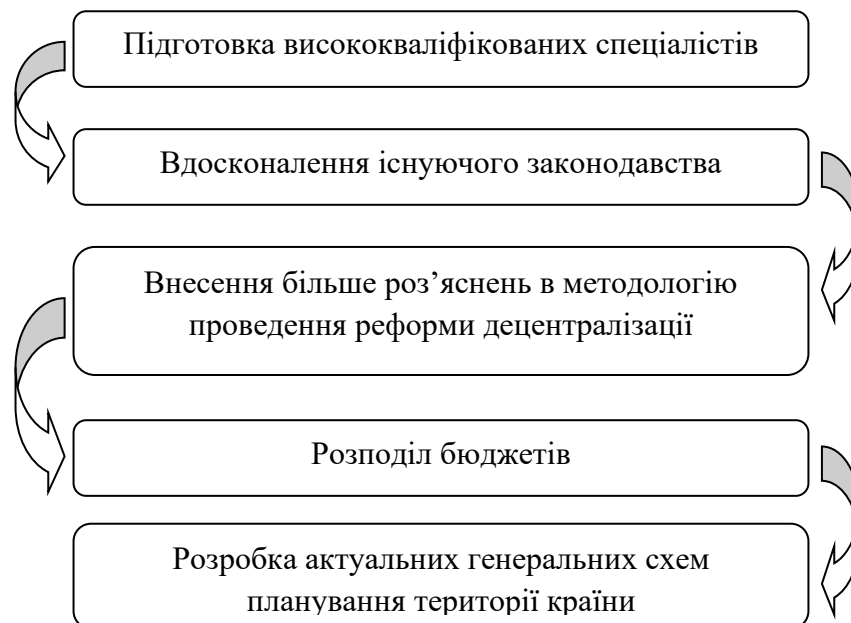 Підготовка висококваліфікованих спеціалістів
Вдосконалення існуючого законодавства
Внесення більше роз’яснень в методологію
проведення реформи децентралізації
Розподіл бюджетів
Розробка актуальних генеральних схем
планування території країни